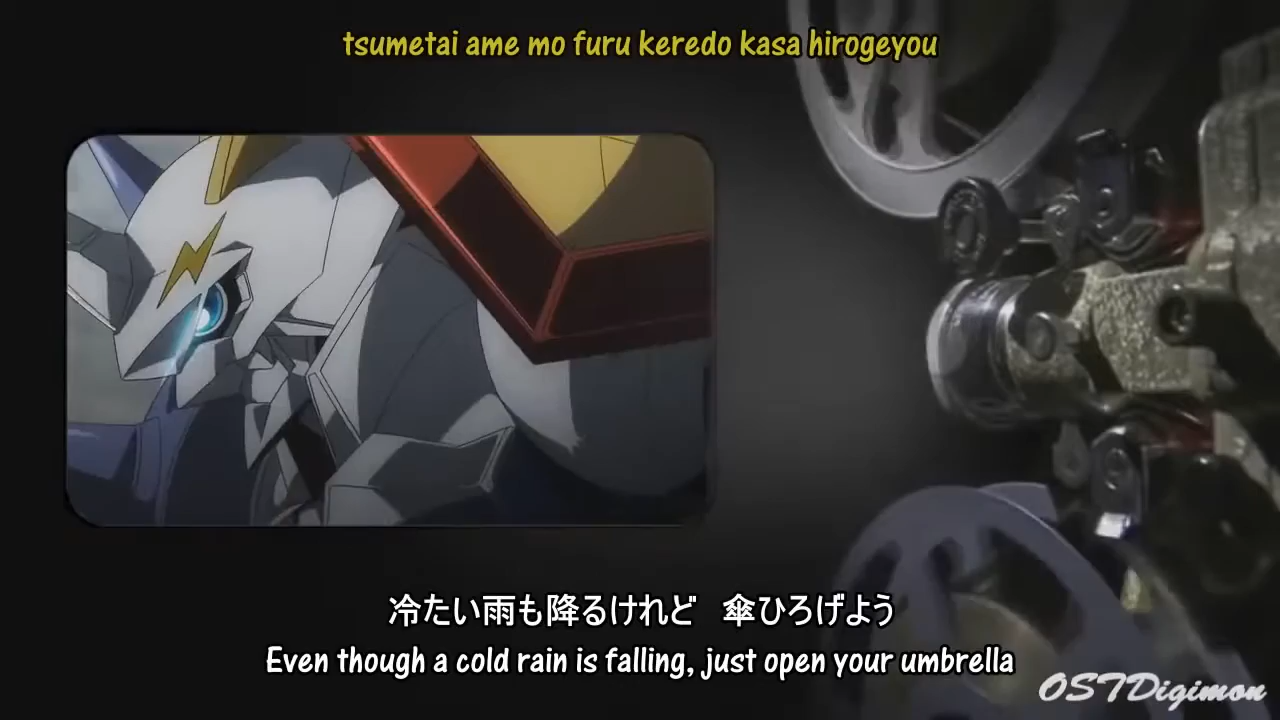 tsumetai ame mo furu keredo kasa hirogeyou
冷たい雨も降るけれど　傘ひろげよう
Even though a cold rain is falling, just open your umbrella
OSTDigimon